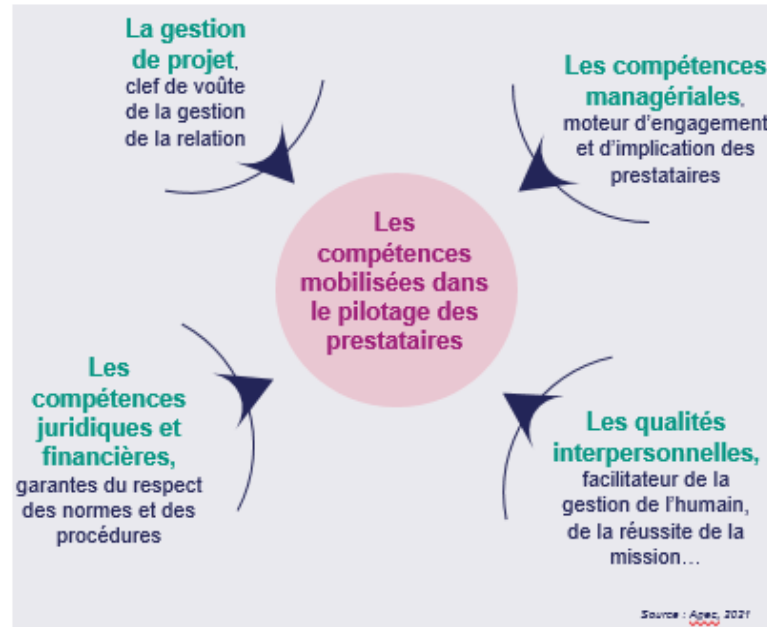 La gestion
de projet,
clef de voûte
de la gestion
de la relation
Les compétences
managériales,
moteur d'engagement
et d'implication des
prestataires
Les
compétences
mobilisées dans
le pilotage des
prestataires
Les
compétences
juridiques et
financières,
garantes du respect
des normes et des
procédures
Les qualités
interpersonnelles,
facilitateur de la
gestion de l'humain,
de la réussite de la
mission…
Source : Apec, 2021